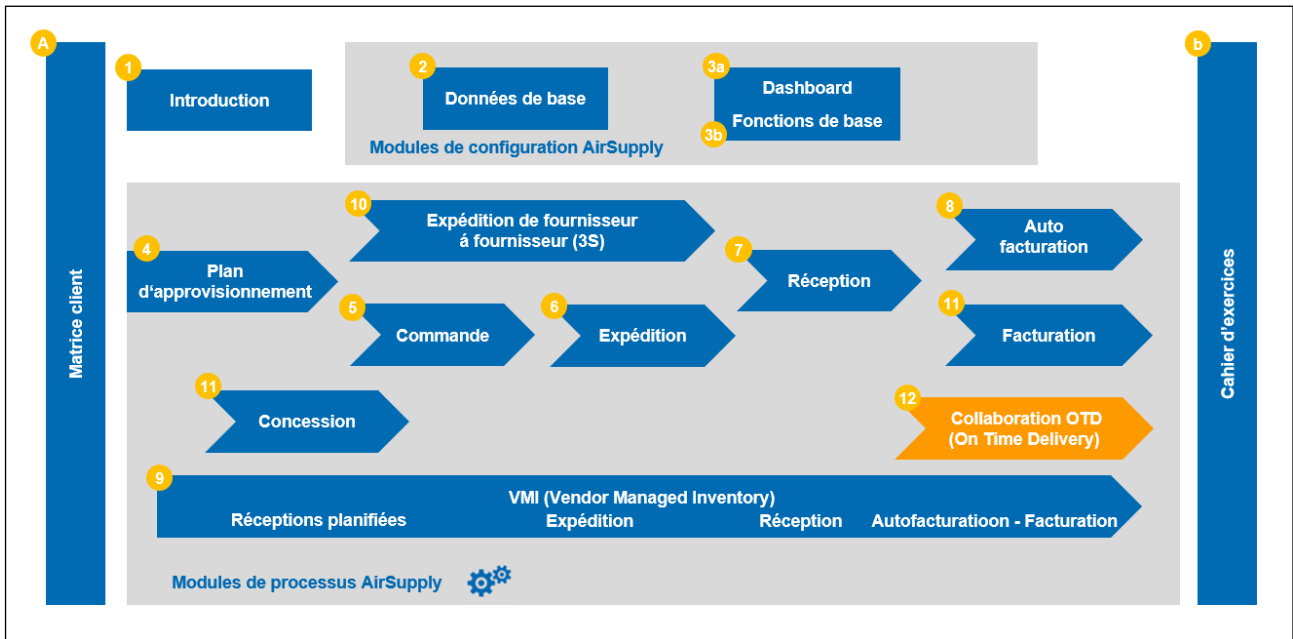 A
Matrice client
1
Introduction
2
Données de base
3a
Dashboard
Fonctions de base
3b
Modules de configuration AirSupply
b
Cahier d'exercices
4
Plan
d'approvisionnement
10
Expédition de fournisseur
á fournisseur (3S)
5
Commande
6
Expédition
7
Réception
8
Auto
facturation
11
Facturation
11
Concession
12
Collaboration OTD
(On Time Delivery)
9
VMI (Vendor Managed Inventory)
Réceptions planifiées Expédition Réception Autofacturatioon - Facturation
Modules de processus AirSupply